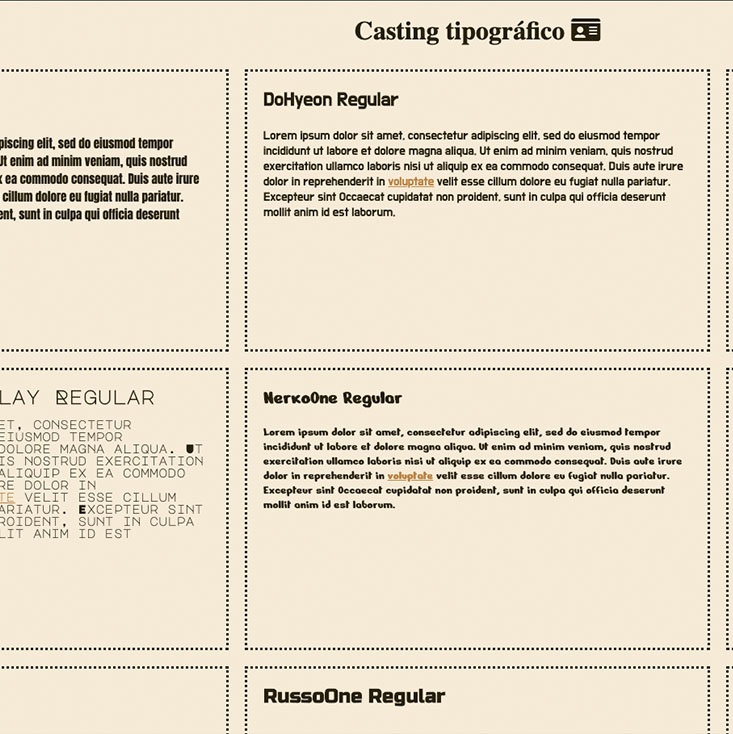 Casting tipográfico
piscing elit, sed do eiusmod tempor
Ut enim ad minim veniam, quis nostrud
ex ea commodo consequat. Duis aute irure
cillum dolore eu fugiat nulla pariatur.
ent, sunt in culpa qui officia deserunt
DoHyeon Regular
Lorem ipsum dolor sit amet, consectetur adipiscing elit, sed do eiusmod tempor
incididunt ut labore et dolore magna aliqua. Ut enim ad minim veniam, quis nostrud
exercitation ullamco laboris nisi ut aliquip ex ea commodo consequat. Duis aute irure
dolor in reprehenderit in voluptate velit esse cillum dolore eu fugiat nulla pariatur.
Excepteur sint Occaecat cupidatat non proident, sunt in culpa qui officia deserunt
mollit anim id est laborum.
LAY REGULAR
ET, CONSECTETUR
EIUSMOD TEMPOR
DOLORE MAGNA ALIQUA. UT
IS NOSTRUD EXERCITATION
ALIQUIP EX EA COMMODO
RE DOLOR IN
TE VELIT ESSE CILLUM
ARIATUR. EXCEPTEUR SINT
ROIDENT, SUNT IN CULPA
LIT ANIM ID EST
NerkoOne Regular
Lorem ipsum dolor sit amet, consectetur adipiscing elit, sed do eiusmod tempor
incididunt ut labore et dolore magna aliqua. Ut enim ad minim veniam, quis nostrud
exercitation ullamco laboris nisi ut aliquip ex ea commodo consequat. Duis aute irure
dolor in reprehenderit in voluptate velit esse cillum dolore eu fugiat nulla pariatur.
Excepteur sint Occaecat cupidatat non proident, sunt in culpa qui officia deserunt
mollit anim id est laborum.
RussoOne Regular